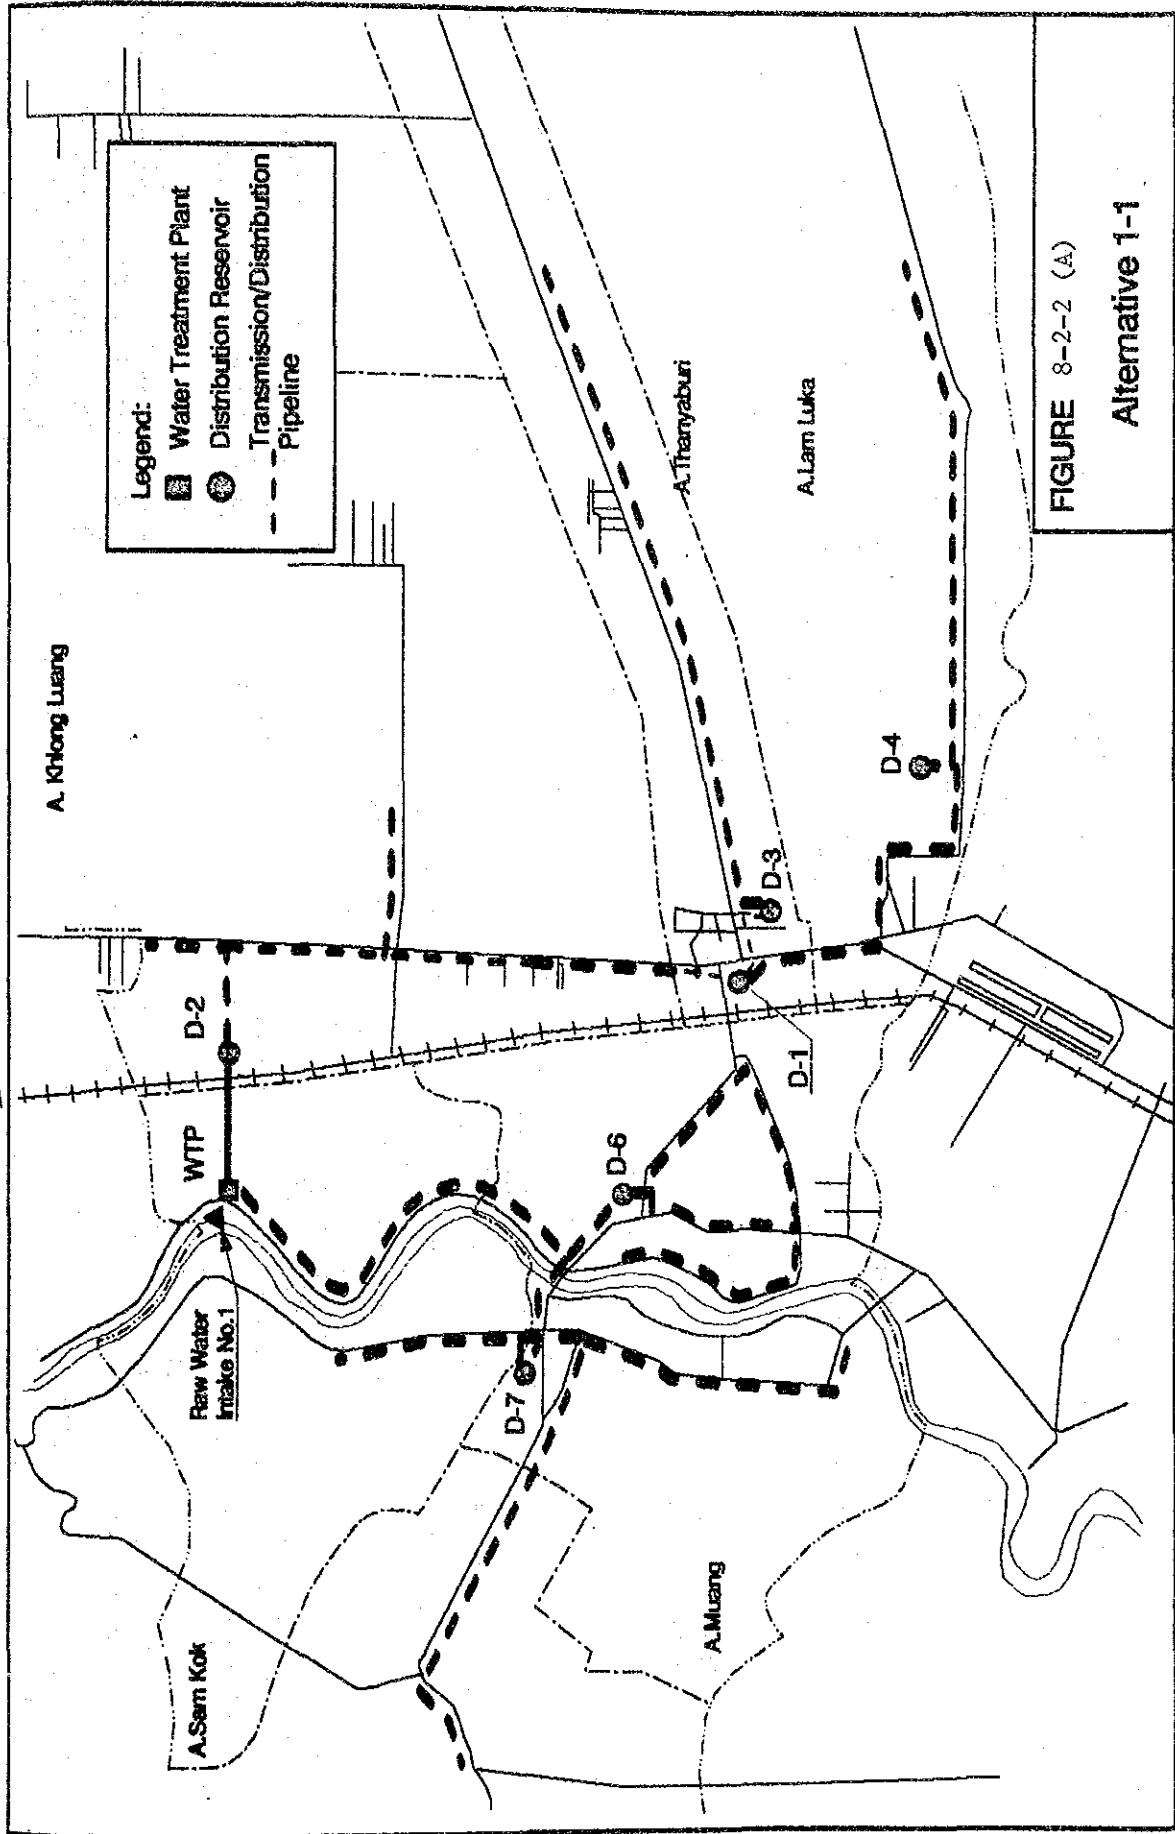 A. Khlong Luang
Legend:
Water Treatment Plant
Distribution Reservoir
Transmission/Distribution
Pipeline
WTP
D-2
Raw Water
Intake No.1
A.Sam Kok
D-7
D-6
D-1
D-3
D-4
A.Thanyaburi
A.Lam Luka
A.Muang
FIGURE 8-2-2 (A)
Alternative 1-1